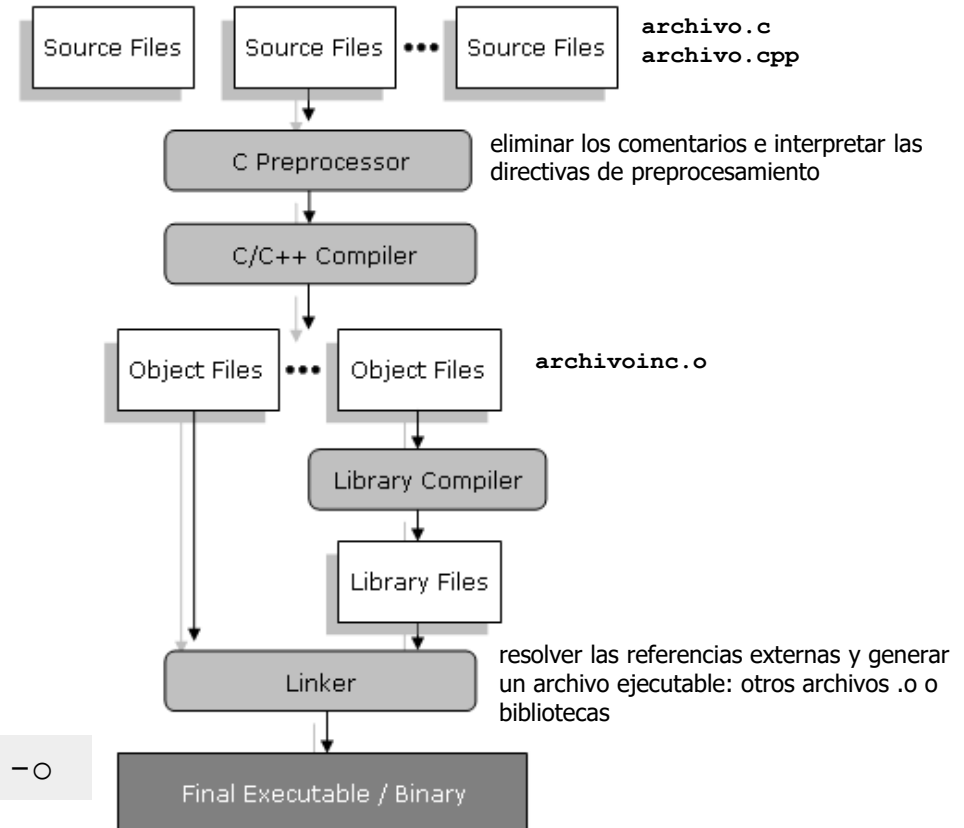 archivo.c
archivo.cpp
Source Files
Source Files
•••
Source Files
C Preprocessor
eliminar los comentarios e interpretar las
directivas de preprocesamiento
C/C++ Compiler
Object Files
•••
Object Files
archivoinc.o
Library Compiler
Library Files
Linker
resolver las referencias externas y generar
un archivo ejecutable: otros archivos .o o
bibliotecas
-o
Final Executable / Binary